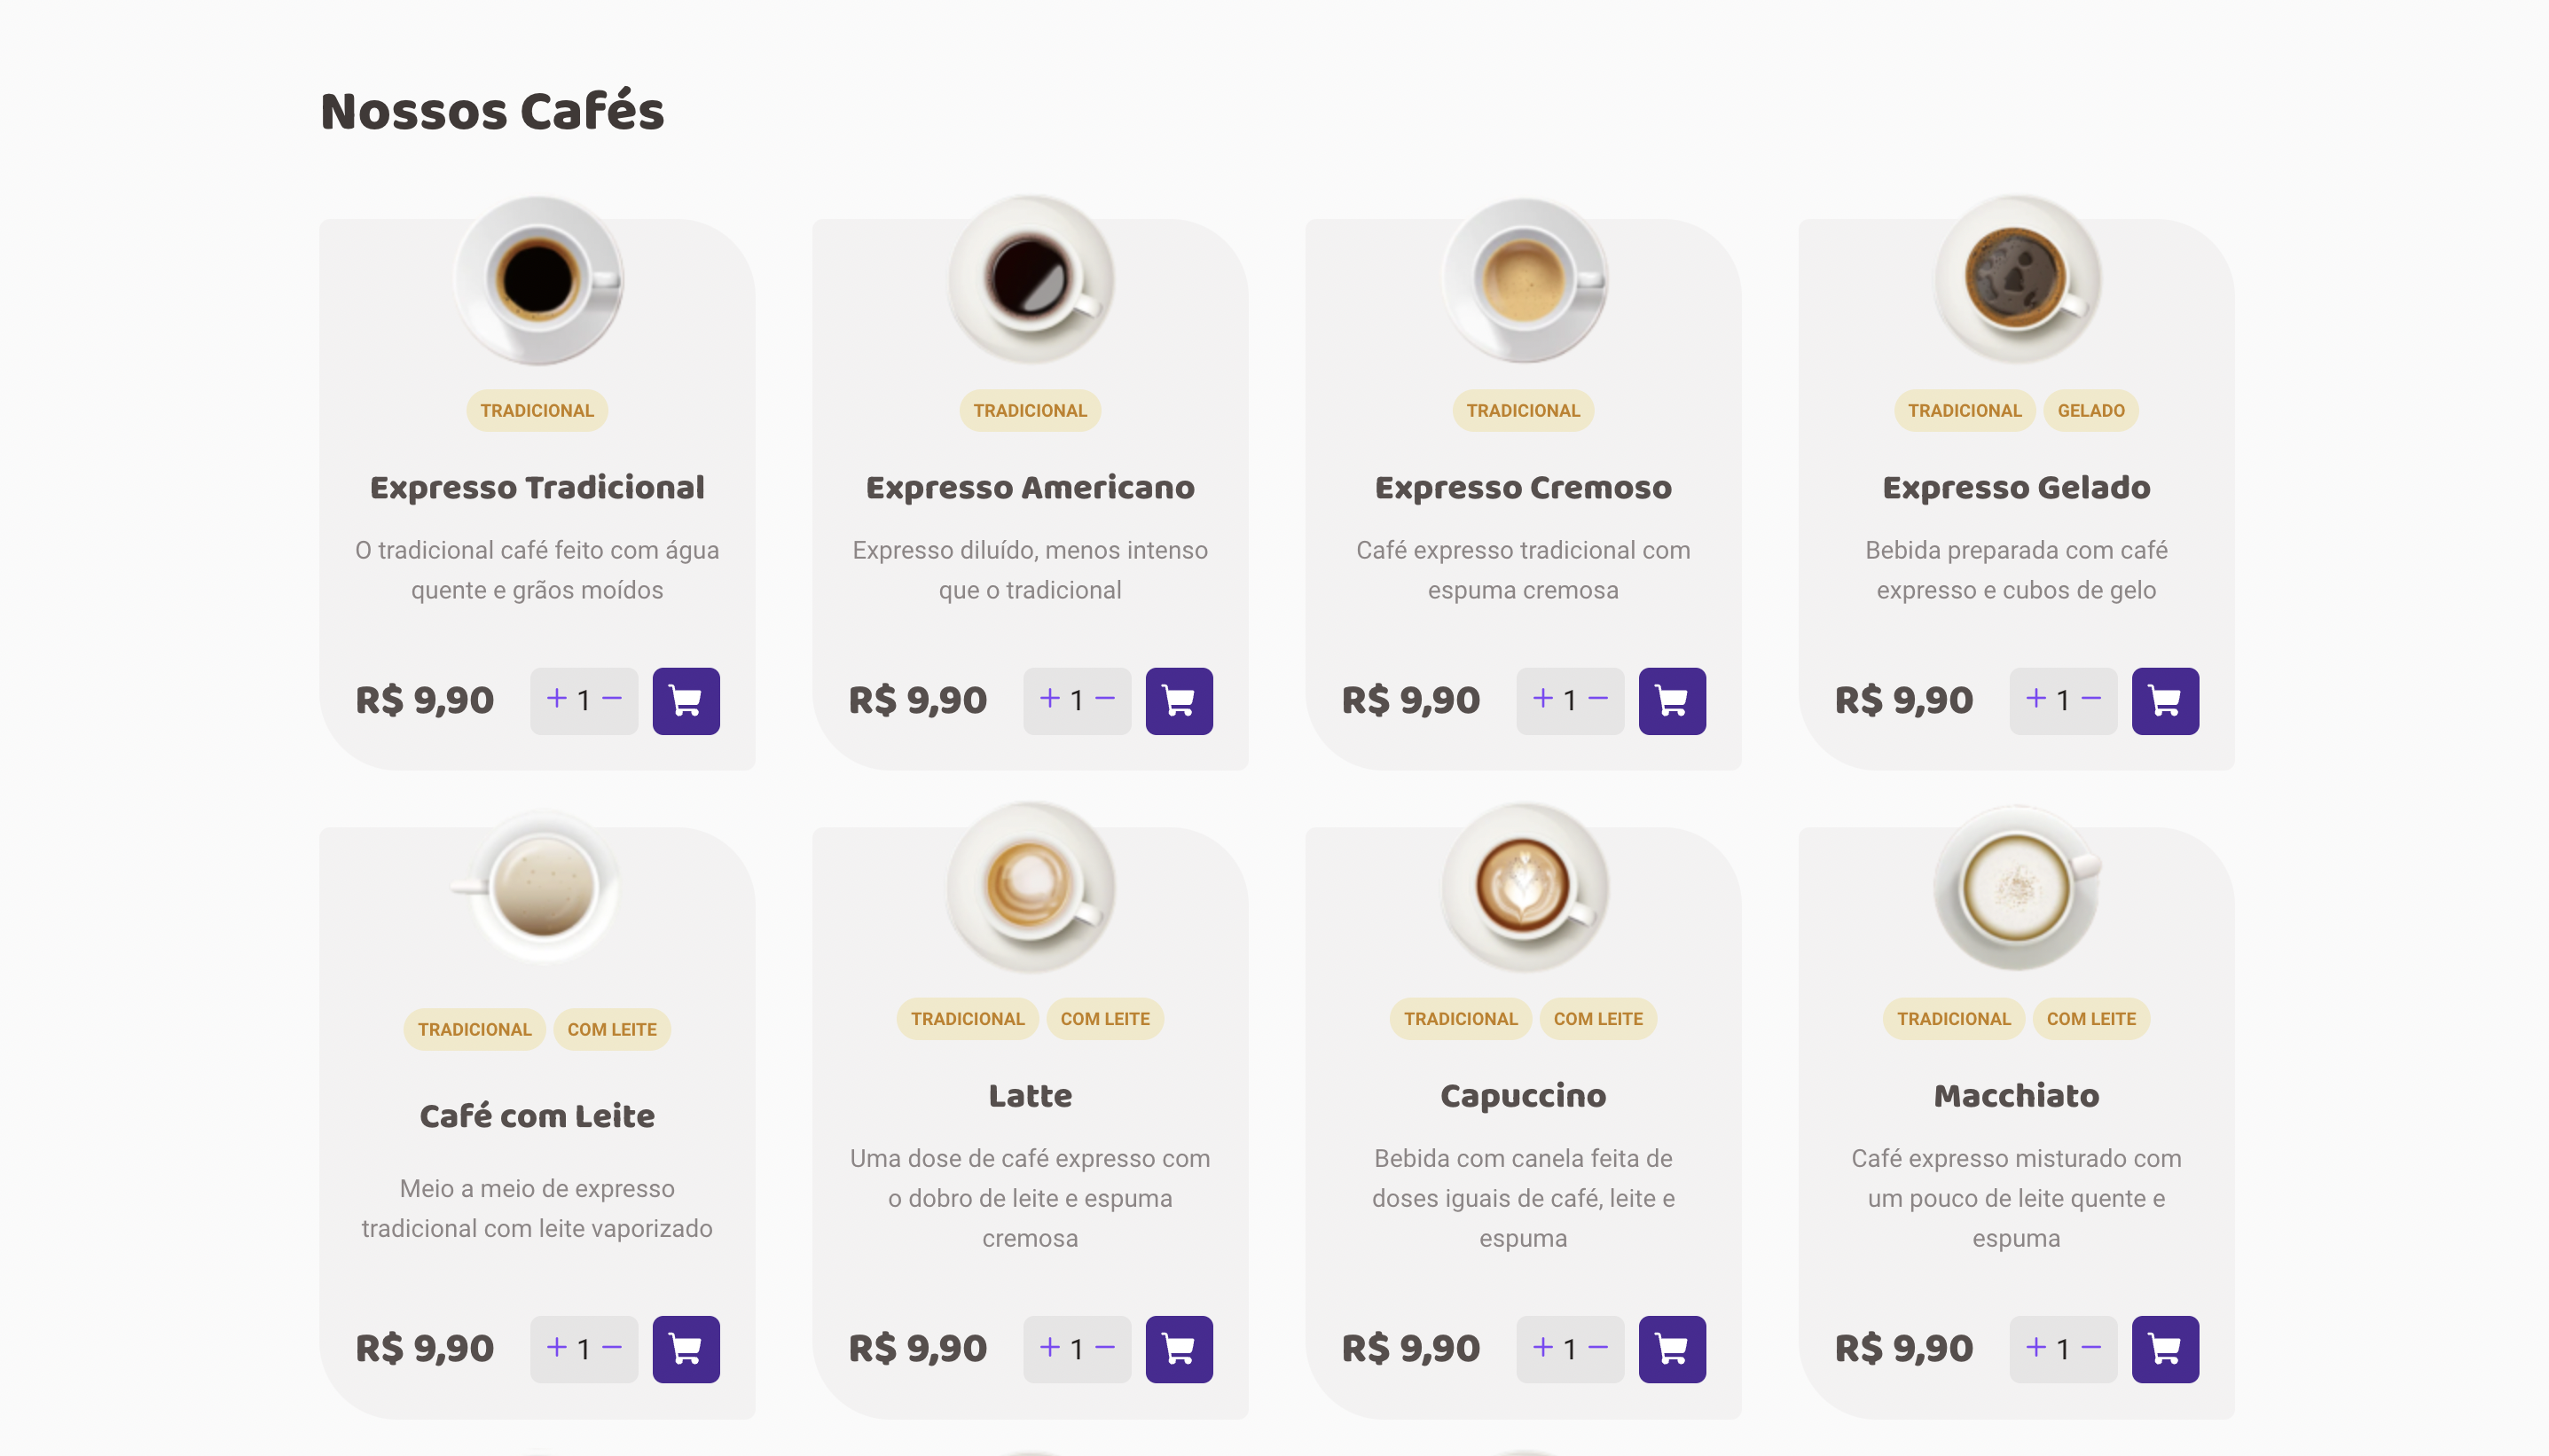 Nossos Cafés
TRADICIONAL
Expresso Tradicional
O tradicional café feito com água
quente e grãos moídos
R$ 9,90
+ 1 −
TRADICIONAL
Expresso Americano
Expresso diluído, menos intenso
que o tradicional
R$ 9,90
+ 1 −
TRADICIONAL
Expresso Cremoso
Café expresso tradicional com
espuma cremosa
R$ 9,90
+ 1 −
TRADICIONAL GELADO
Expresso Gelado
Bebida preparada com café
expresso e cubos de gelo
R$ 9,90
+ 1 −
TRADICIONAL COM LEITE
Café com Leite
Meio a meio de expresso
tradicional com leite vaporizado
R$ 9,90
+ 1 −
TRADICIONAL COM LEITE
Latte
Uma dose de café expresso com
o dobro de leite e espuma
cremosa
R$ 9,90
+ 1 −
TRADICIONAL COM LEITE
Capuccino
Bebida com canela feita de
doses iguais de café, leite e
espuma
R$ 9,90
+ 1 −
TRADICIONAL COM LEITE
Macchiato
Café expresso misturado com
um pouco de leite quente e
espuma
R$ 9,90
+ 1 −